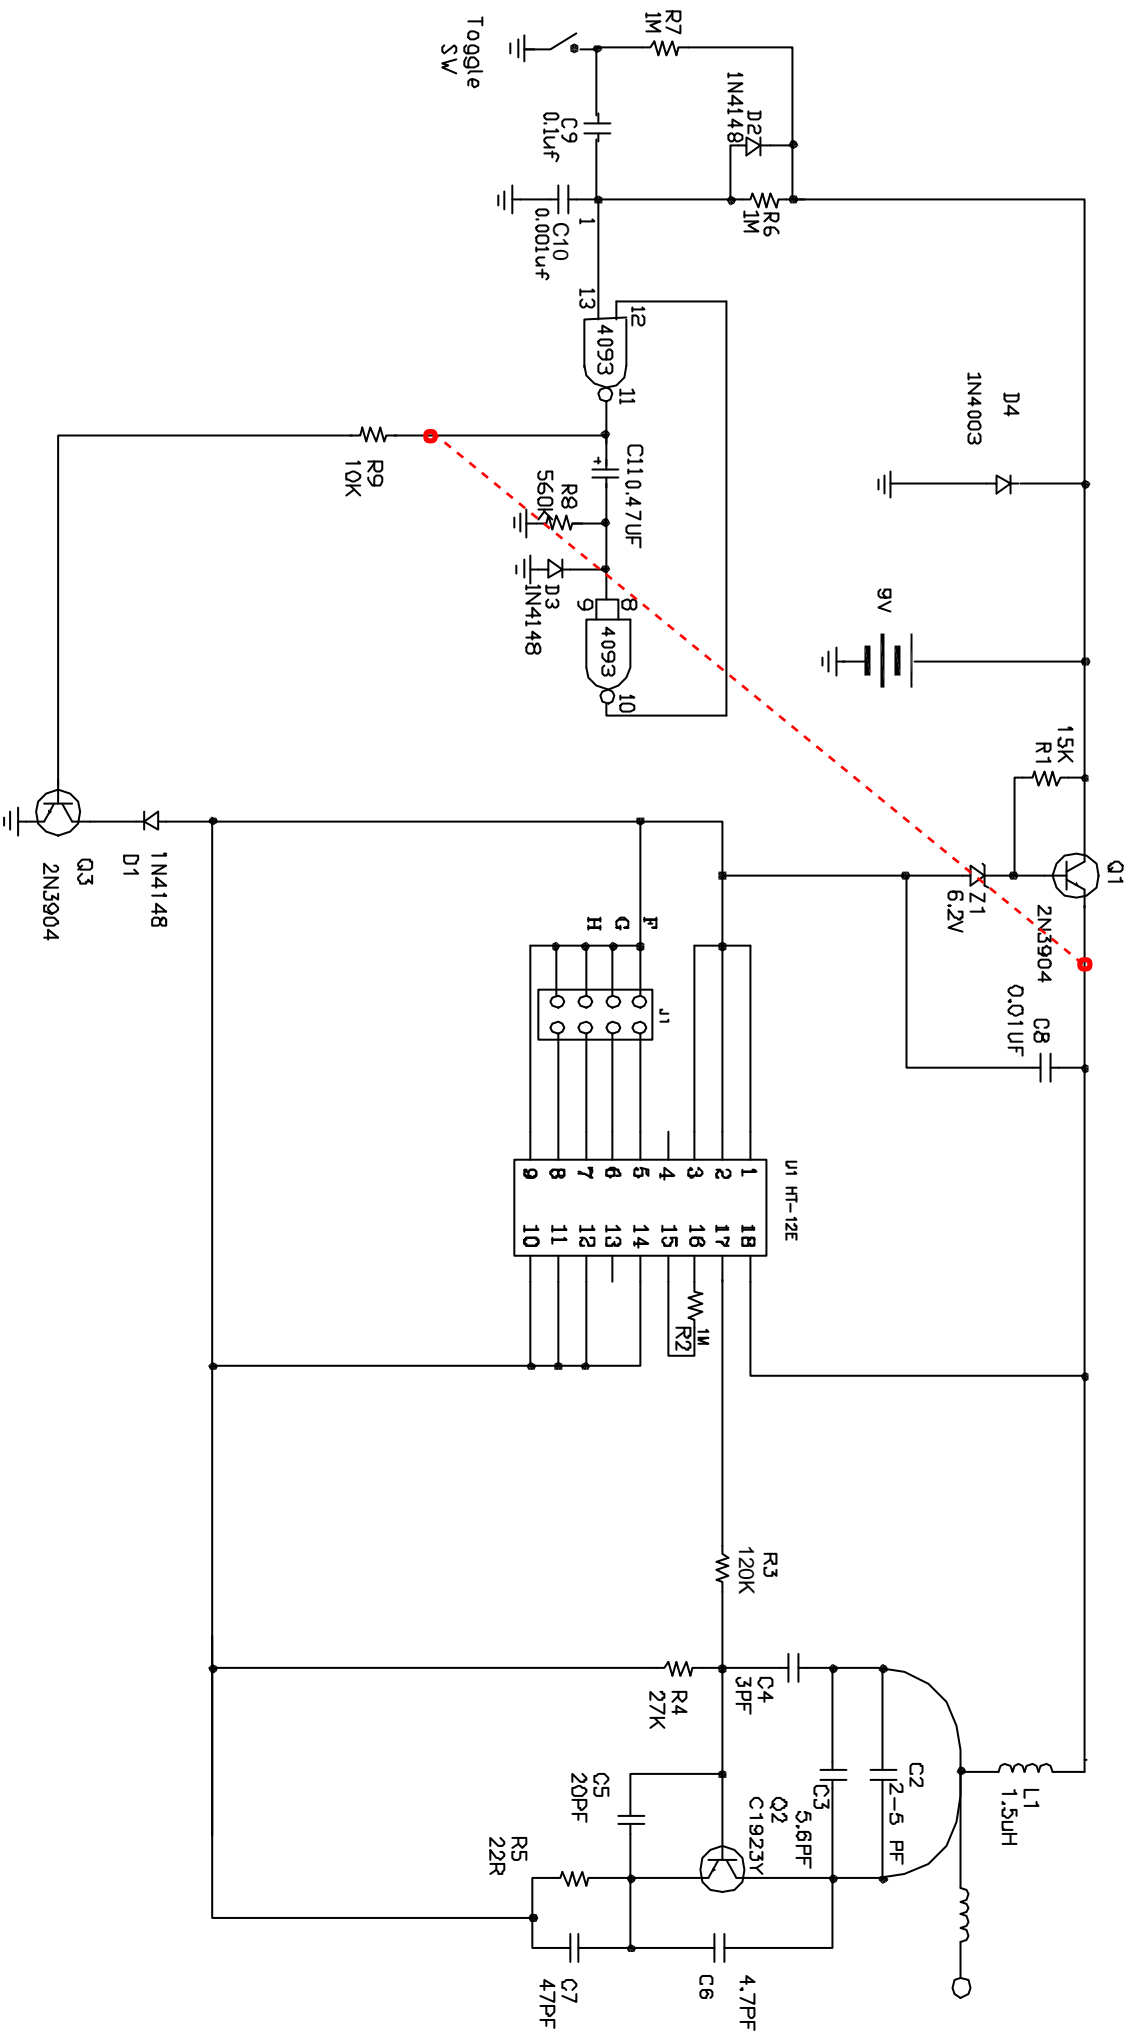 Q1
2N3904
15K
R1
D4
1N4003
9V
Z1
6.2V
C8
0.01UF
L1
1.5uH
C2
2-5 PF
C3
5.6PF
Q2
C1923Y
R7
1M
D2
1N4148
R6
1M
Toggle
SW
C9
0.1uf
C10
0.001uf
1
13
12
4093
11
C11 0.47UF
R8
560K
D3
1N4148
8
9
4093
10
R9
10K
Q3
2N3904
1N4148
D1
F
G
H
J1
U1 HT-12E
1 18
2 17
3 16
4 15
5 14
6 13
7 12
8 11
9 10
1M
R2
R3
120K
C4
3PF
R4
27K
C5
20PF
R5
22R
4.7PF
C6
C7
47PF